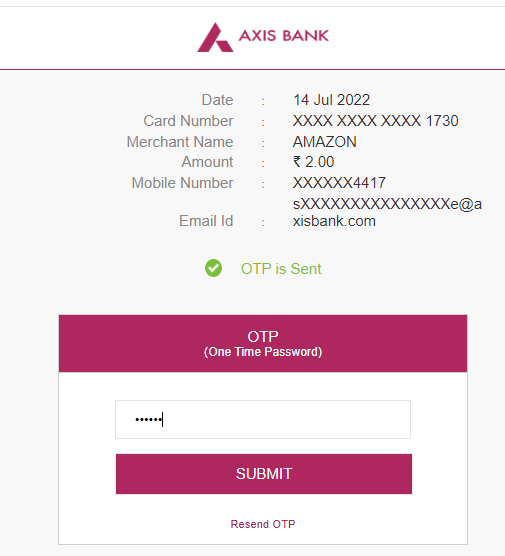 AXIS BANK
Date : 14 Jul 2022
Card Number : XXXX XXXX XXXX 1730
Merchant Name : AMAZON
Amount : ₹ 2.00
Mobile Number : XXXXXX4417
sXXXXXXXXXXXXXXXe@a
Email Id : xisbank.com
OTP is Sent
OTP
(One Time Password)
••••••
SUBMIT
Resend OTP